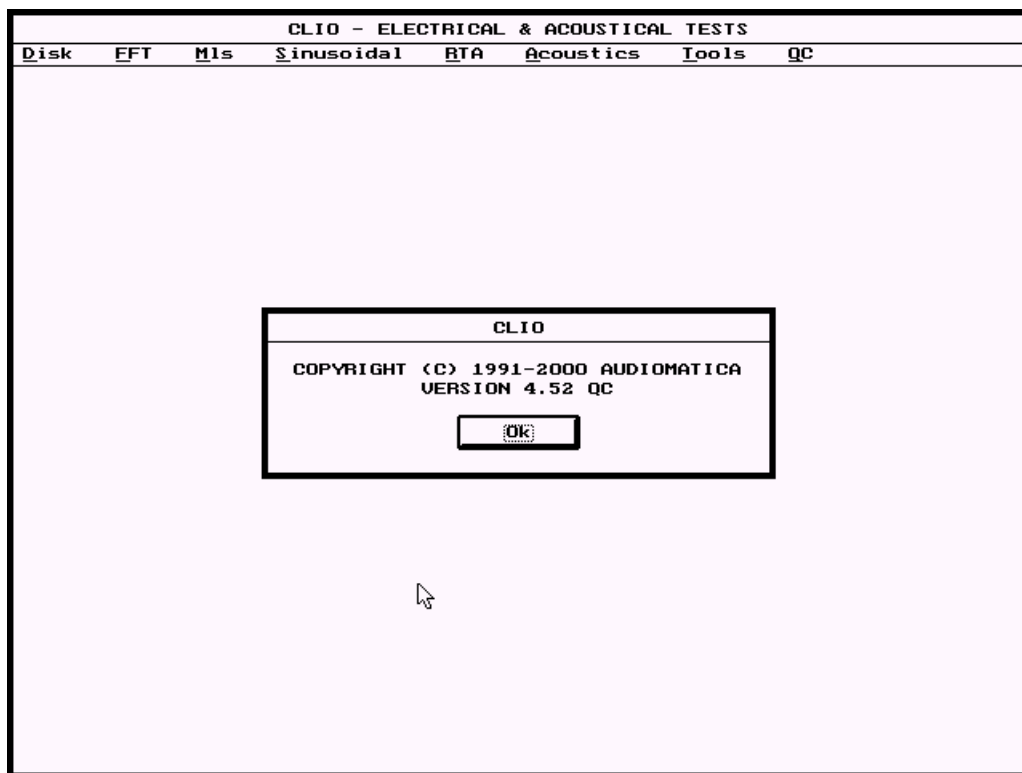 CLIO - ELECTRICAL & ACOUSTICAL TESTS
Disk FFT Mls Sinusoidal RTA Acoustics Tools QC
CLIO
COPYRIGHT (C) 1991-2000 AUDIOMATICA
VERSION 4.52 QC
Ok